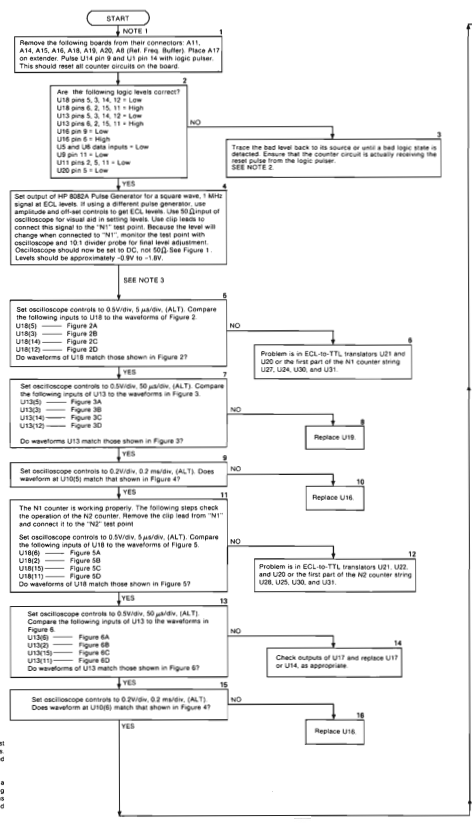 START
NOTE 1
1
Remove the following boards from their connectors: A11,
A14, A15, A16, A18, A19, A20, A8 (Ref. Freq. Buffer). Place A17
on extender. Pulse U14 pin 9 and U1 pin 14 with logic pulser.
This should reset all counter circuits on the board.
2
Are the following logic levels correct?
U18 pins 5, 3, 14, 12 = Low
U18 pins 6, 2, 15, 11 = High
U13 pins 5, 3, 14, 12 = Low
U13 pins 6, 2, 15, 11 = High
U16 pin 9 = Low
U16 pin 6 = High
U5 and U6 data inputs = Low
U9 pin 11 = Low
U11 pins 2, 5, 11 = Low
U20 pin 5 = Low
NO
3
Trace the bad level back to its source or until a bad logic state is
detected. Ensure that the counter circuit is actually receiving the
reset pulse from the logic pulser.
SEE NOTE 2.
YES
4
Set output of HP 8082A Pulse Generator for a square wave, 1 MHz
signal at ECL levels. If using a different pulse generator, use
amplitude and off-set controls to get ECL levels. Use 50 Ω input of
oscilloscope for visual aid in setting levels. Use clip leads to
connect this signal to the "N1" test point. Because the level will
change when connected to "N1", monitor the test point with
oscilloscope and 10:1 divider probe for final level adjustment.
Oscilloscope should now be set to DC, not 50Ω. See Figure 1.
Levels should be approximately -0.9V to -1.8V.
SEE NOTE 3
5
Set oscilloscope controls to 0.5V/div, 5 μs/div, (ALT). Compare
the following inputs to U18 to the waveforms of Figure 2.
U18(5) —— Figure 2A
U18(3) —— Figure 2B
U18(14) —— Figure 2C
U18(12) —— Figure 2D
Do waveforms of U18 match those shown in Figure 2?
NO
6
Problem is in ECL-to-TTL translators U21 and
U20 or the first part of the N1 counter string
U27, U24, U30, and U31.
YES
7
Set oscilloscope controls to 0.5V/div, 50 μs/div, (ALT). Compare
the following inputs of U13 to the waveforms in Figure 3.
U13(5) —— Figure 3A
U13(3) —— Figure 3B
U13(14) —— Figure 3C
U13(12) —— Figure 3D
Do waveforms U13 match those shown in Figure 3?
NO
8
Replace U19.
YES
9
Set oscilloscope controls to 0.2V/div, 0.2 ms/div, (ALT). Does
waveform at U10(5) match that shown in Figure 4?
NO
10
Replace U16.
YES
11
The N1 counter is working properly. The following steps check
the operation of the N2 counter. Remove the clip lead from "N1"
and connect it to the "N2" test point
Set oscilloscope controls to 0.5V/div, 5 μs/div, (ALT). Compare
the following inputs of U18 to the waveforms of Figure 5.
U18(6) —— Figure 5A
U18(2) —— Figure 5B
U18(15) —— Figure 5C
U18(11) —— Figure 5D
Do waveforms of U18 match those shown in Figure 5?
NO
12
Problem is in ECL-to-TTL translators U21, U22,
and U20 or the first part of the N2 counter string
U28, U25, U30, and U31.
YES
13
Set oscilloscope controls to 0.5V/div, 50 μs/div, (ALT).
Compare the following inputs of U13 to the waveforms in
Figure 6.
U13(6) —— Figure 6A
U13(2) —— Figure 6B
U13(15) —— Figure 6C
U13(11) —— Figure 6D
Do waveforms of U13 match those shown in Figure 6?
NO
14
Check outputs of U17 and replace U17
or U14, as appropriate.
YES
15
Set oscilloscope controls to 0.2V/div, 0.2 ms/div, (ALT).
Does waveform at U10(6) match that shown in Figure 4?
NO
16
Replace U18.
YES